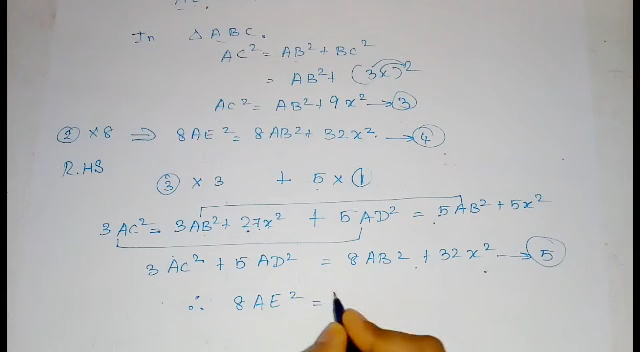 In △ABC.
AC² = AB² + BC²
= AB² + (3x)²
AC² = AB² + 9x² → ③
② × 8 ⇒ 8AE² = 8AB² + 32x² → ④
R.HS
③ × 3 + 5 × ①
3AC² = 3AB² + 27x² + 5AD² = 5AB² + 5x²
3AC² + 5AD² = 8AB² + 32x² → ⑤
∴ 8AE² =